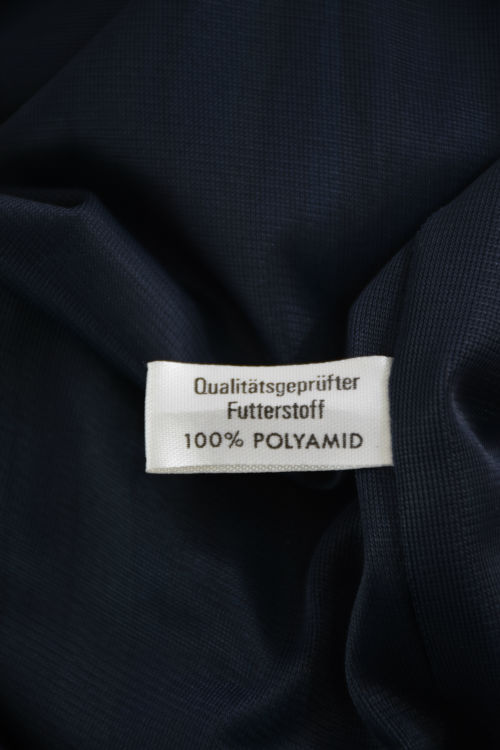 Qualitätsgeprüfter
Futterstoff
100% POLYAMID